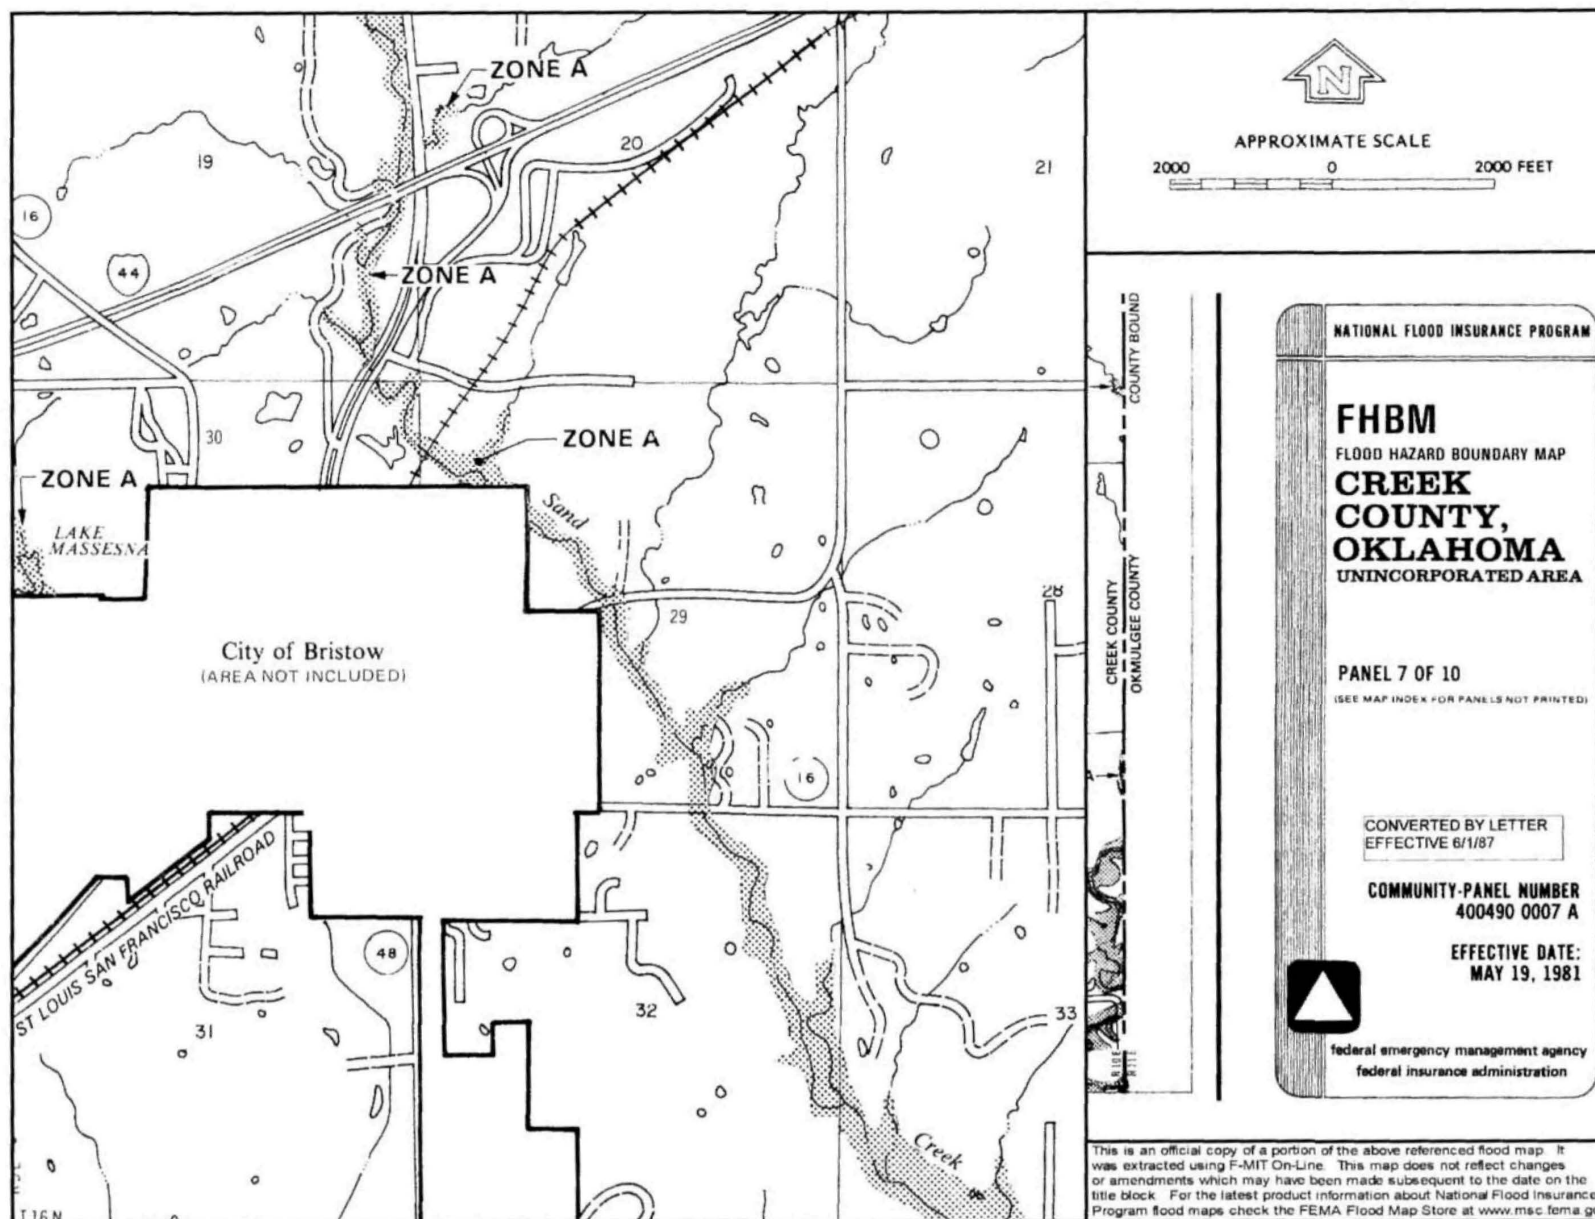 ZONE A
19
20
21
16
44
ZONE A
30
ZONE A
ZONE A
LAKE
MASSESNA
Sand
28
29
City of Bristow
(AREA NOT INCLUDED)
16
ST LOUIS SAN FRANCISCO RAILROAD
48
31
32
33
Creek
T 16 N
N
APPROXIMATE SCALE
2000 0 2000 FEET
COUNTY BOUND
CREEK COUNTY
OKMULGEE COUNTY
A
R 10 E
R 11 E
NATIONAL FLOOD INSURANCE PROGRAM
FHBM
FLOOD HAZARD BOUNDARY MAP
CREEK
COUNTY,
OKLAHOMA
UNINCORPORATED AREA
PANEL 7 OF 10
(SEE MAP INDEX FOR PANELS NOT PRINTED)
CONVERTED BY LETTER
EFFECTIVE 6/1/87
COMMUNITY-PANEL NUMBER
400490 0007 A
EFFECTIVE DATE:
MAY 19, 1981
federal emergency management agency
federal insurance administration
This is an official copy of a portion of the above referenced flood map. It
was extracted using F-MIT On-Line. This map does not reflect changes
or amendments which may have been made subsequent to the date on the
title block. For the latest product information about National Flood Insurance
Program flood maps check the FEMA Flood Map Store at www.msc.fema.g